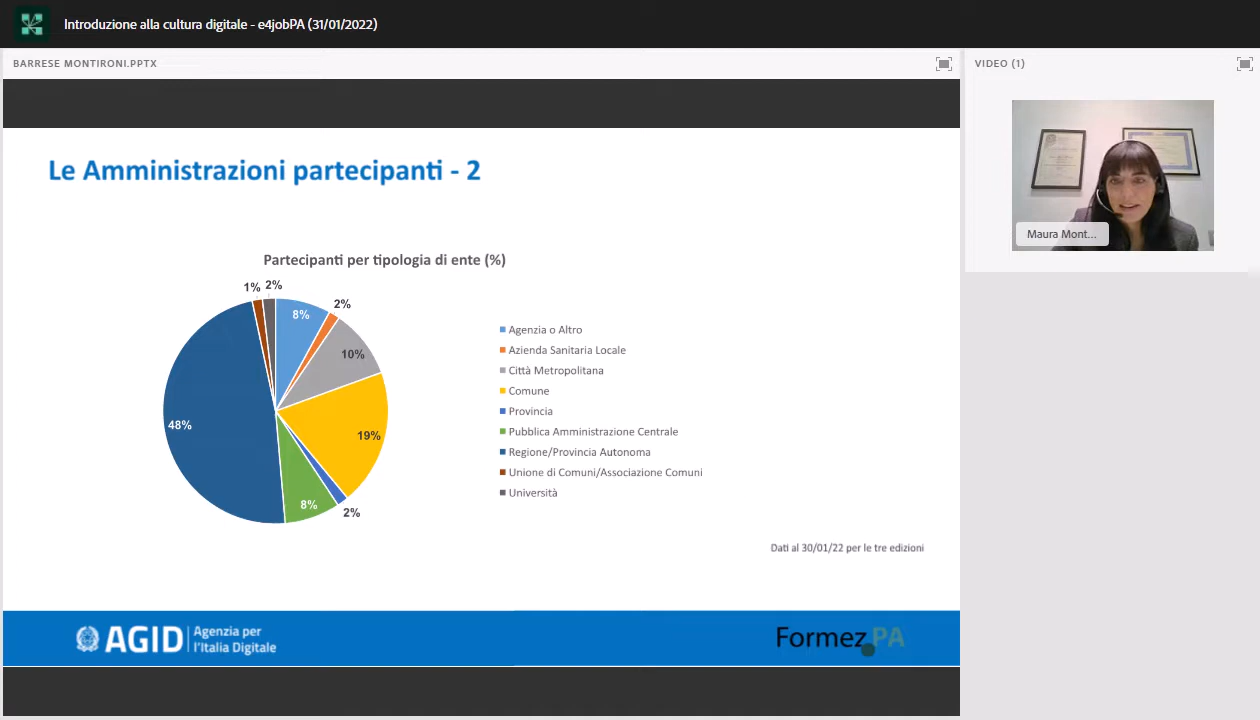 Introduzione alla cultura digitale - e4jobPA (31/01/2022)
BARRESE MONTIRONI.PPTX
VIDEO (1)
Maura Mont...
Le Amministrazioni partecipanti - 2
Partecipanti per tipologia di ente (%)
1%
2%
8%
2%
10%
19%
2%
8%
48%
Agenzia o Altro
Azienda Sanitaria Locale
Città Metropolitana
Comune
Provincia
Pubblica Amministrazione Centrale
Regione/Provincia Autonoma
Unione di Comuni/Associazione Comuni
Università
Dati al 30/01/22 per le tre edizioni
AGID
Agenzia per
l'Italia Digitale
Formez PA